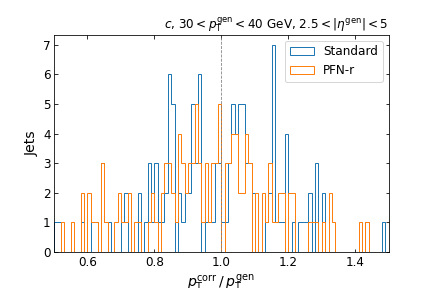 c, 30 < p_T^gen < 40 GeV, 2.5 < |η^gen| < 5
Standard
PFN-r
Jets
7
6
5
4
3
2
1
0
0.6 0.8 1.0 1.2 1.4
p_T^corr / p_T^gen